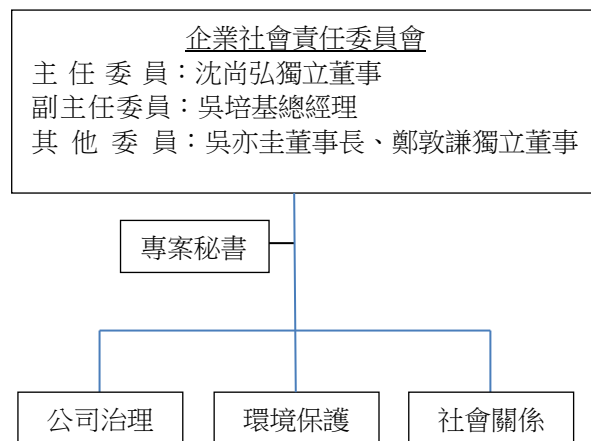 企業社會責任委員會
主 任 委 員：沈尚弘獨立董事
副主任委員：吳培基總經理
其 他 委 員：吳亦圭董事長、鄭敦謙獨立董事
專案秘書
公司治理
環境保護
社會關係